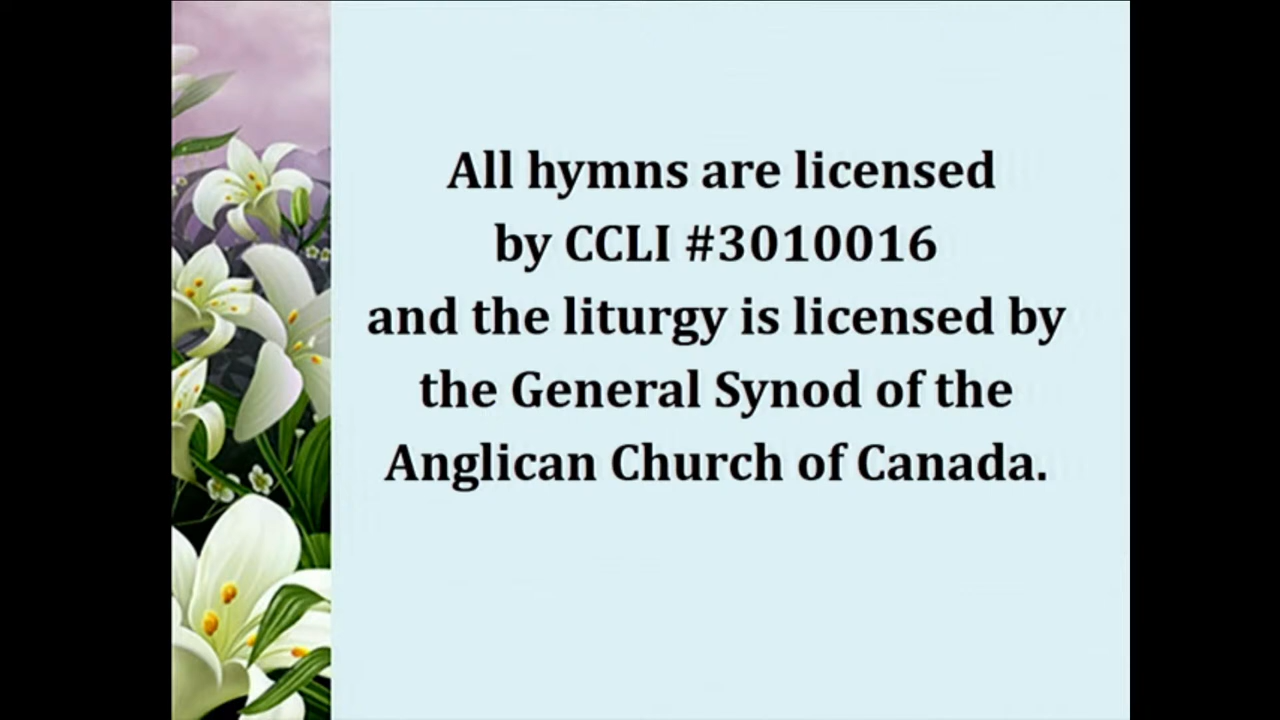 All hymns are licensed
by CCLI #3010016
and the liturgy is licensed by
the General Synod of the
Anglican Church of Canada.